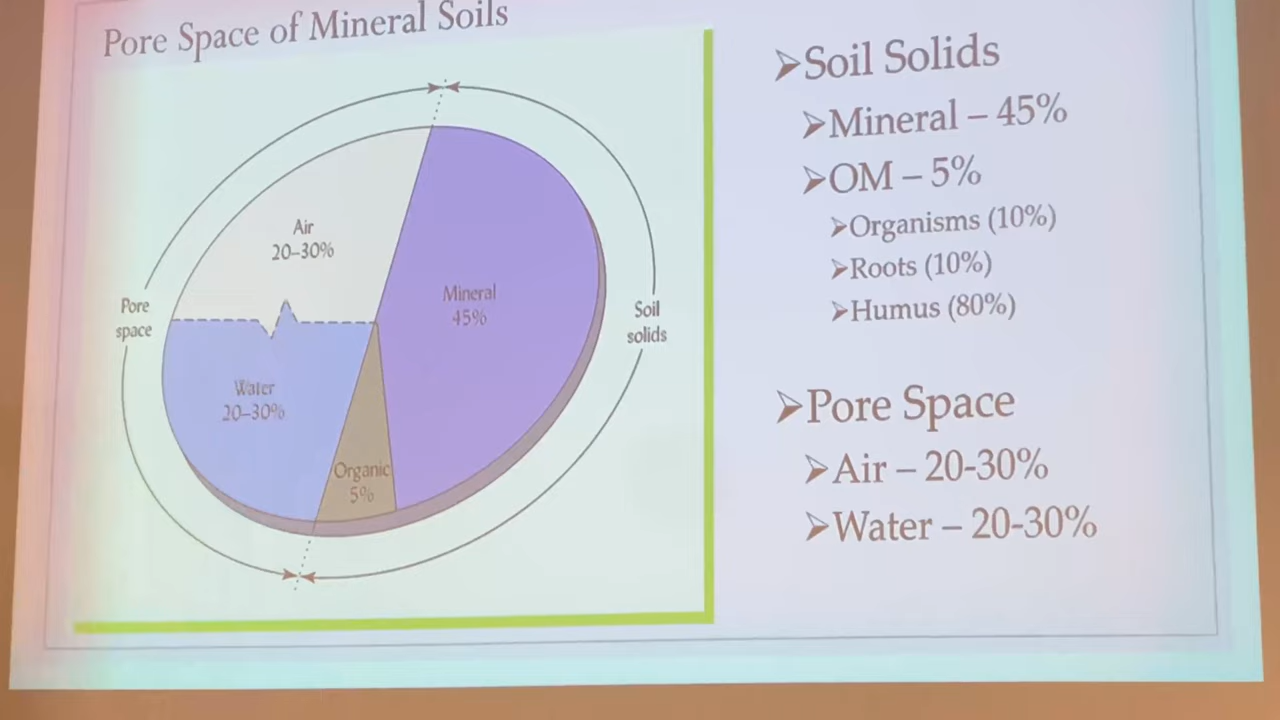 Pore Space of Mineral Soils
Air
20–30%
Mineral
45%
Pore
space
Soil
solids
Water
20–30%
Organic
5%
➢Soil Solids
➢Mineral – 45%
➢OM – 5%
➢Organisms (10%)
➢Roots (10%)
➢Humus (80%)
➢Pore Space
➢Air – 20-30%
➢Water – 20-30%